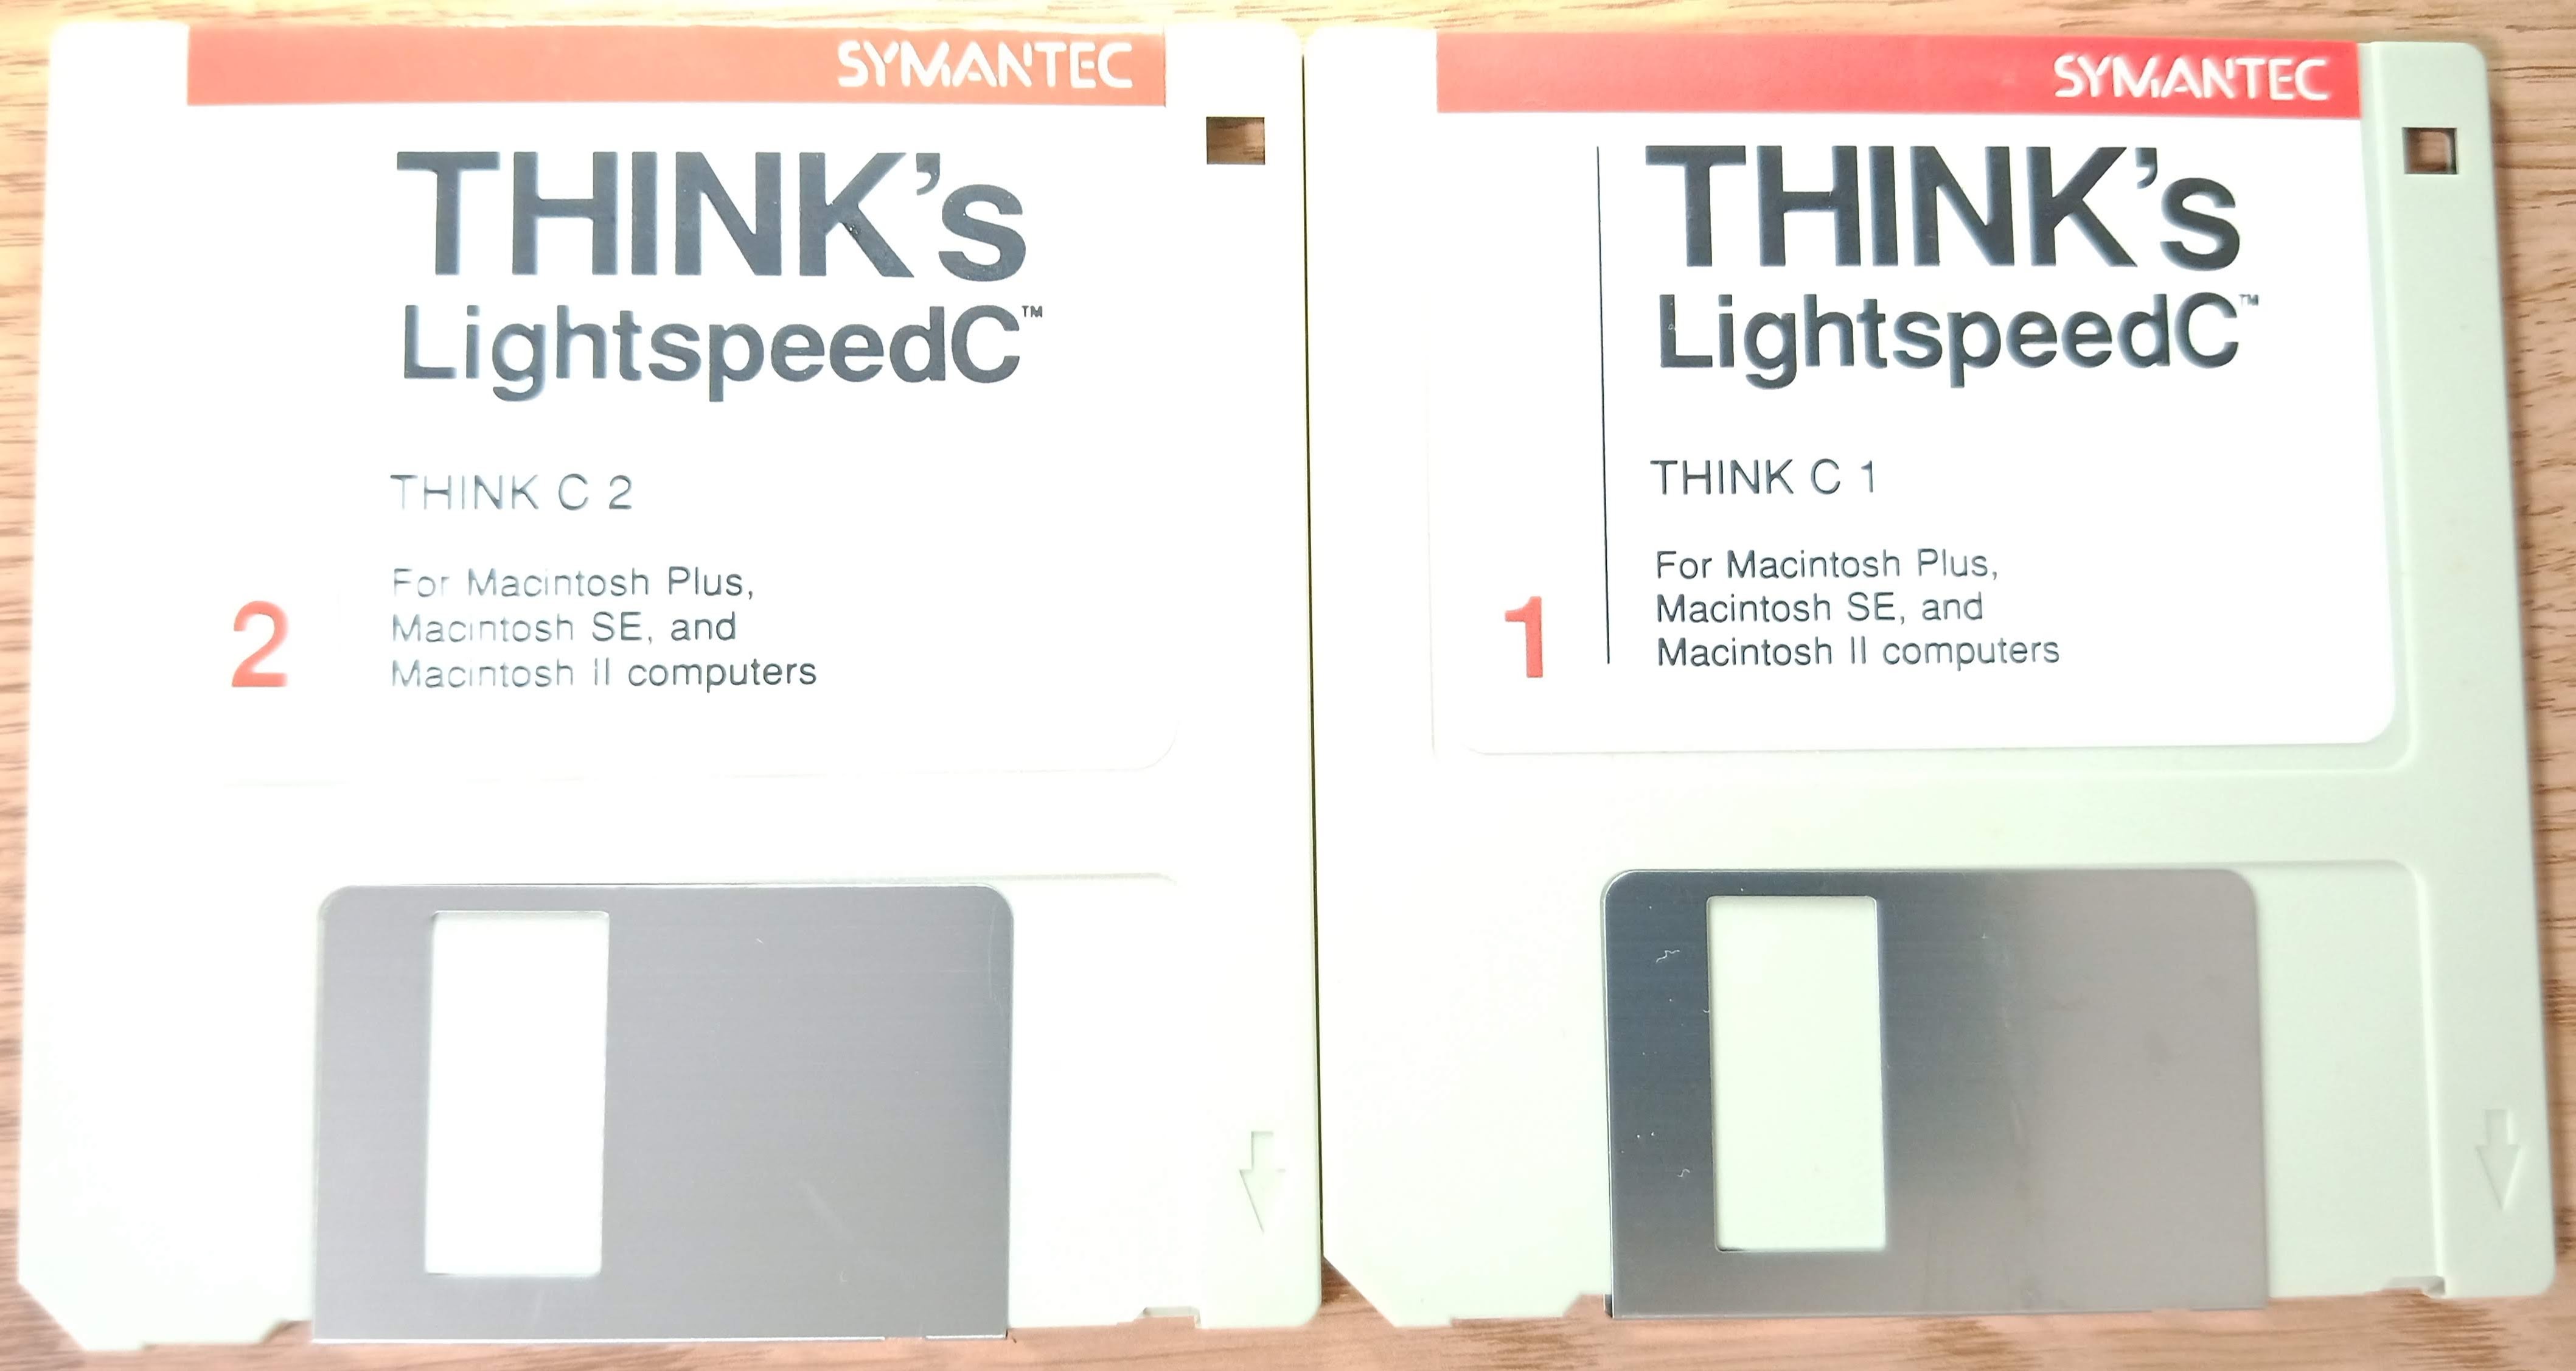 SYMANTEC
THINK's
LightspeedC™
THINK C 2
2
For Macintosh Plus,
Macintosh SE, and
Macintosh II computers
SYMANTEC
THINK's
LightspeedC™
THINK C 1
1
For Macintosh Plus,
Macintosh SE, and
Macintosh II computers